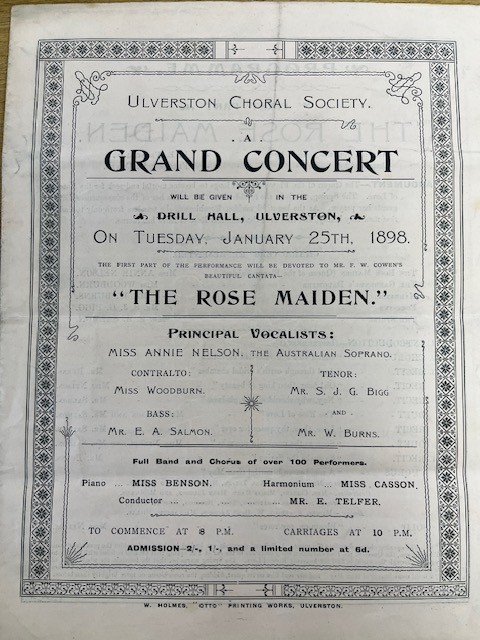 ULVERSTON CHORAL SOCIETY.
A
GRAND CONCERT
WILL BE GIVEN IN THE
DRILL HALL, ULVERSTON,
ON TUESDAY, JANUARY 25TH, 1898.
THE FIRST PART OF THE PERFORMANCE WILL BE DEVOTED TO MR. F. W. COWEN'S
BEAUTIFUL CANTATA—
"THE ROSE MAIDEN."
PRINCIPAL VOCALISTS:
MISS ANNIE NELSON, THE AUSTRALIAN SOPRANO.
CONTRALTO: TENOR:
MISS WOODBURN. MR. S. J. G. BIGG
BASS: AND
MR. E. A. SALMON. MR. W. BURNS.
Full Band and Chorus of over 100 Performers.
Piano ... MISS BENSON. Harmonium ... MISS CASSON.
Conductor ... ... ... ... ... MR. E. TELFER.
TO COMMENCE AT 8 P.M. CARRIAGES AT 10 P.M.
ADMISSION—2/-, 1/-, and a limited number at 6d.
W. HOLMES, "OTTO" PRINTING WORKS, ULVERSTON.